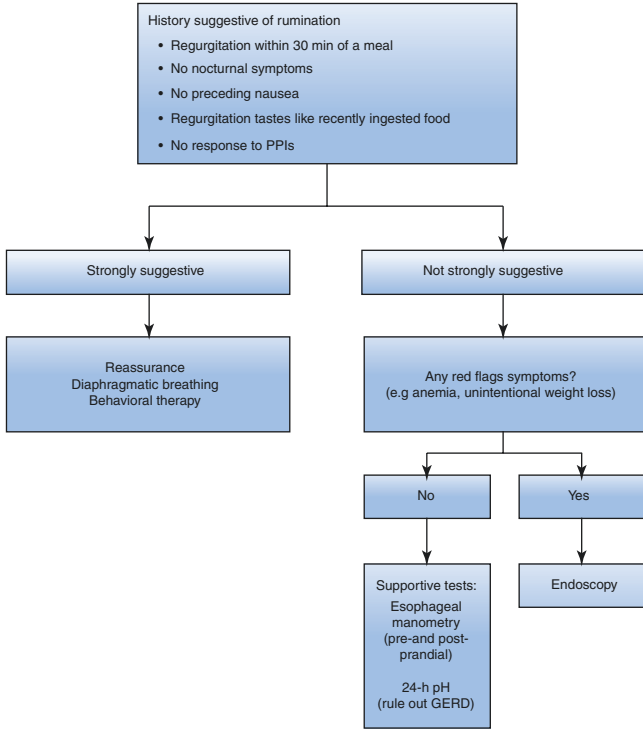 History suggestive of rumination
• Regurgitation within 30 min of a meal
• No nocturnal symptoms
• No preceding nausea
• Regurgitation tastes like recently ingested food
• No response to PPIs
Strongly suggestive
Not strongly suggestive
Reassurance
Diaphragmatic breathing
Behavioral therapy
Any red flags symptoms?
(e.g anemia, unintentional weight loss)
No
Yes
Supportive tests:
Esophageal
manometry
(pre-and post-
prandial)
24-h pH
(rule out GERD)
Endoscopy